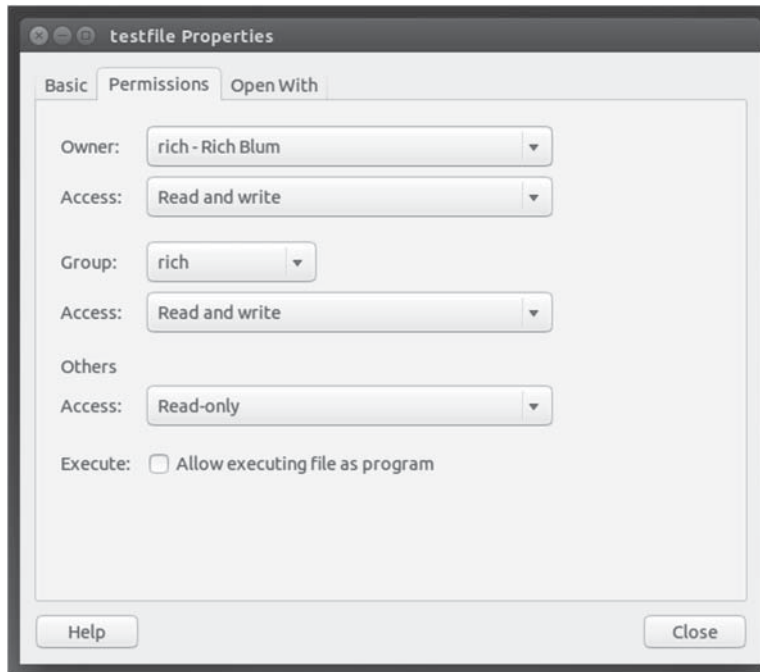 testfile Properties
Basic Permissions Open With
Owner: rich - Rich Blum
Access: Read and write
Group: rich
Access: Read and write
Others
Access: Read-only
Execute: Allow executing file as program
Help Close